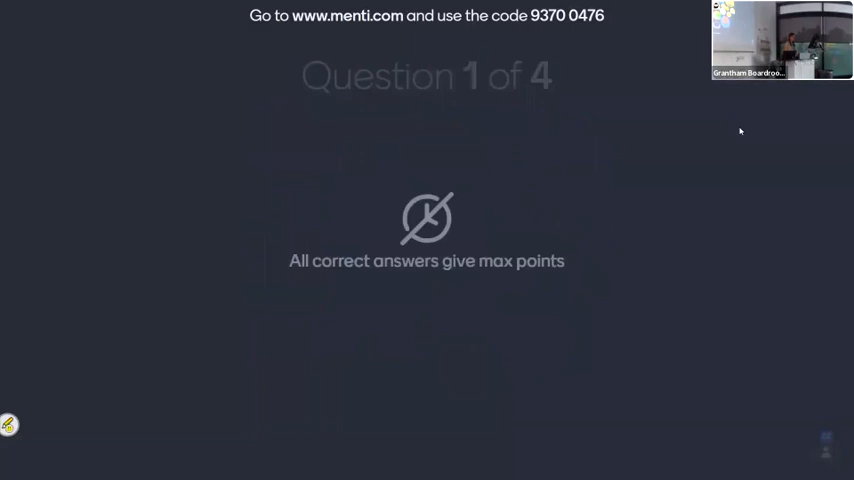 Go to www.menti.com and use the code 9370 0476
Question 1 of 4
All correct answers give max points
Grantham Boardroo...